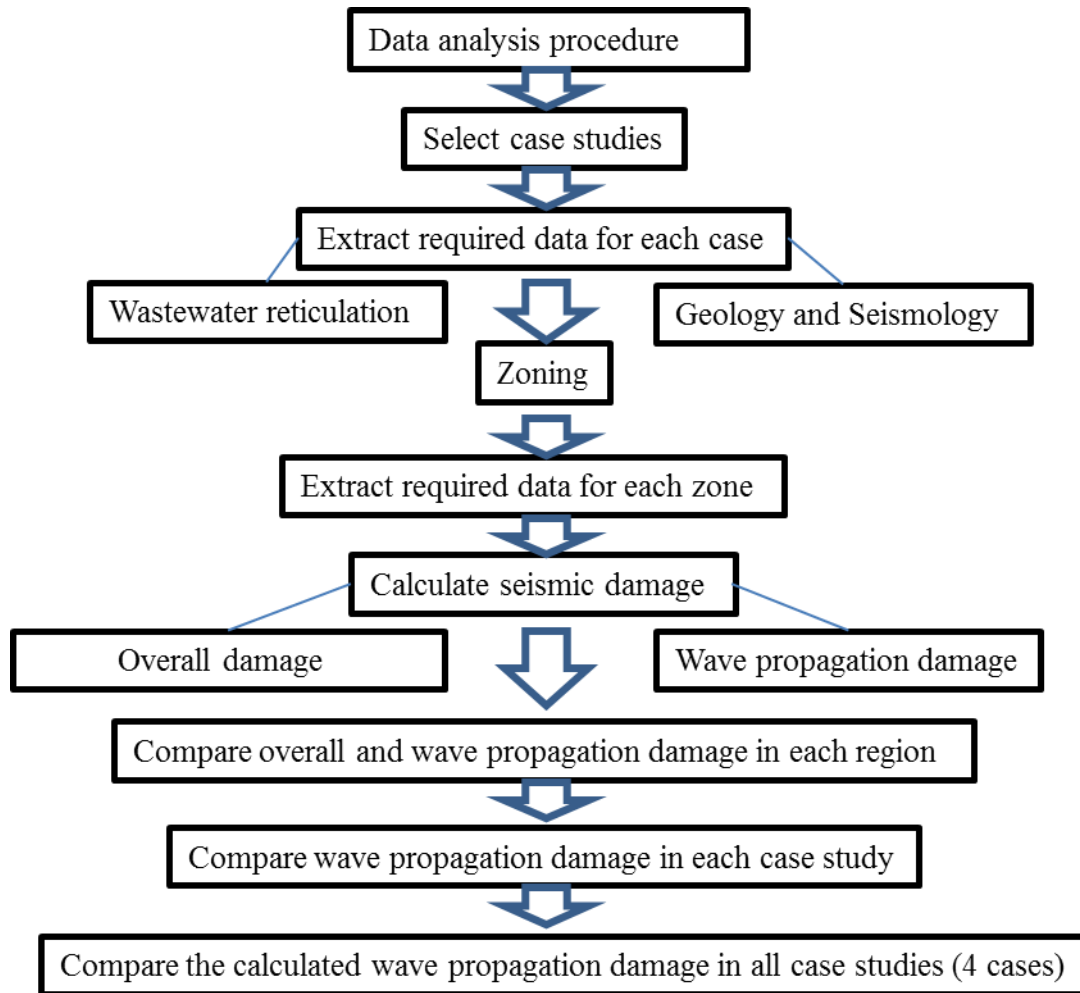 Data analysis procedure
Select case studies
Extract required data for each case
Wastewater reticulation
Geology and Seismology
Zoning
Extract required data for each zone
Calculate seismic damage
Overall damage
Wave propagation damage
Compare overall and wave propagation damage in each region
Compare wave propagation damage in each case study
Compare the calculated wave propagation damage in all case studies (4 cases)